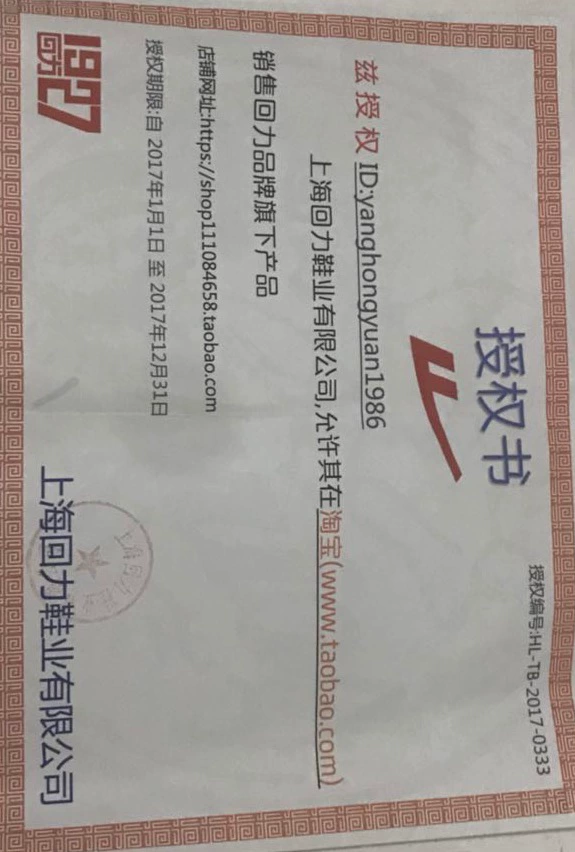 授权编号:HL-TB-2017-0333
授权书
兹授权 ID:yanghongyuan1986
上海回力鞋业有限公司,允许其在淘宝(www.taobao.com)
销售回力品牌旗下产品
店铺网址:https://shop111084658.taobao.com
授权期限:自 2017年1月1日 至 2017年12月31日
上海回力鞋业有限公司
1927